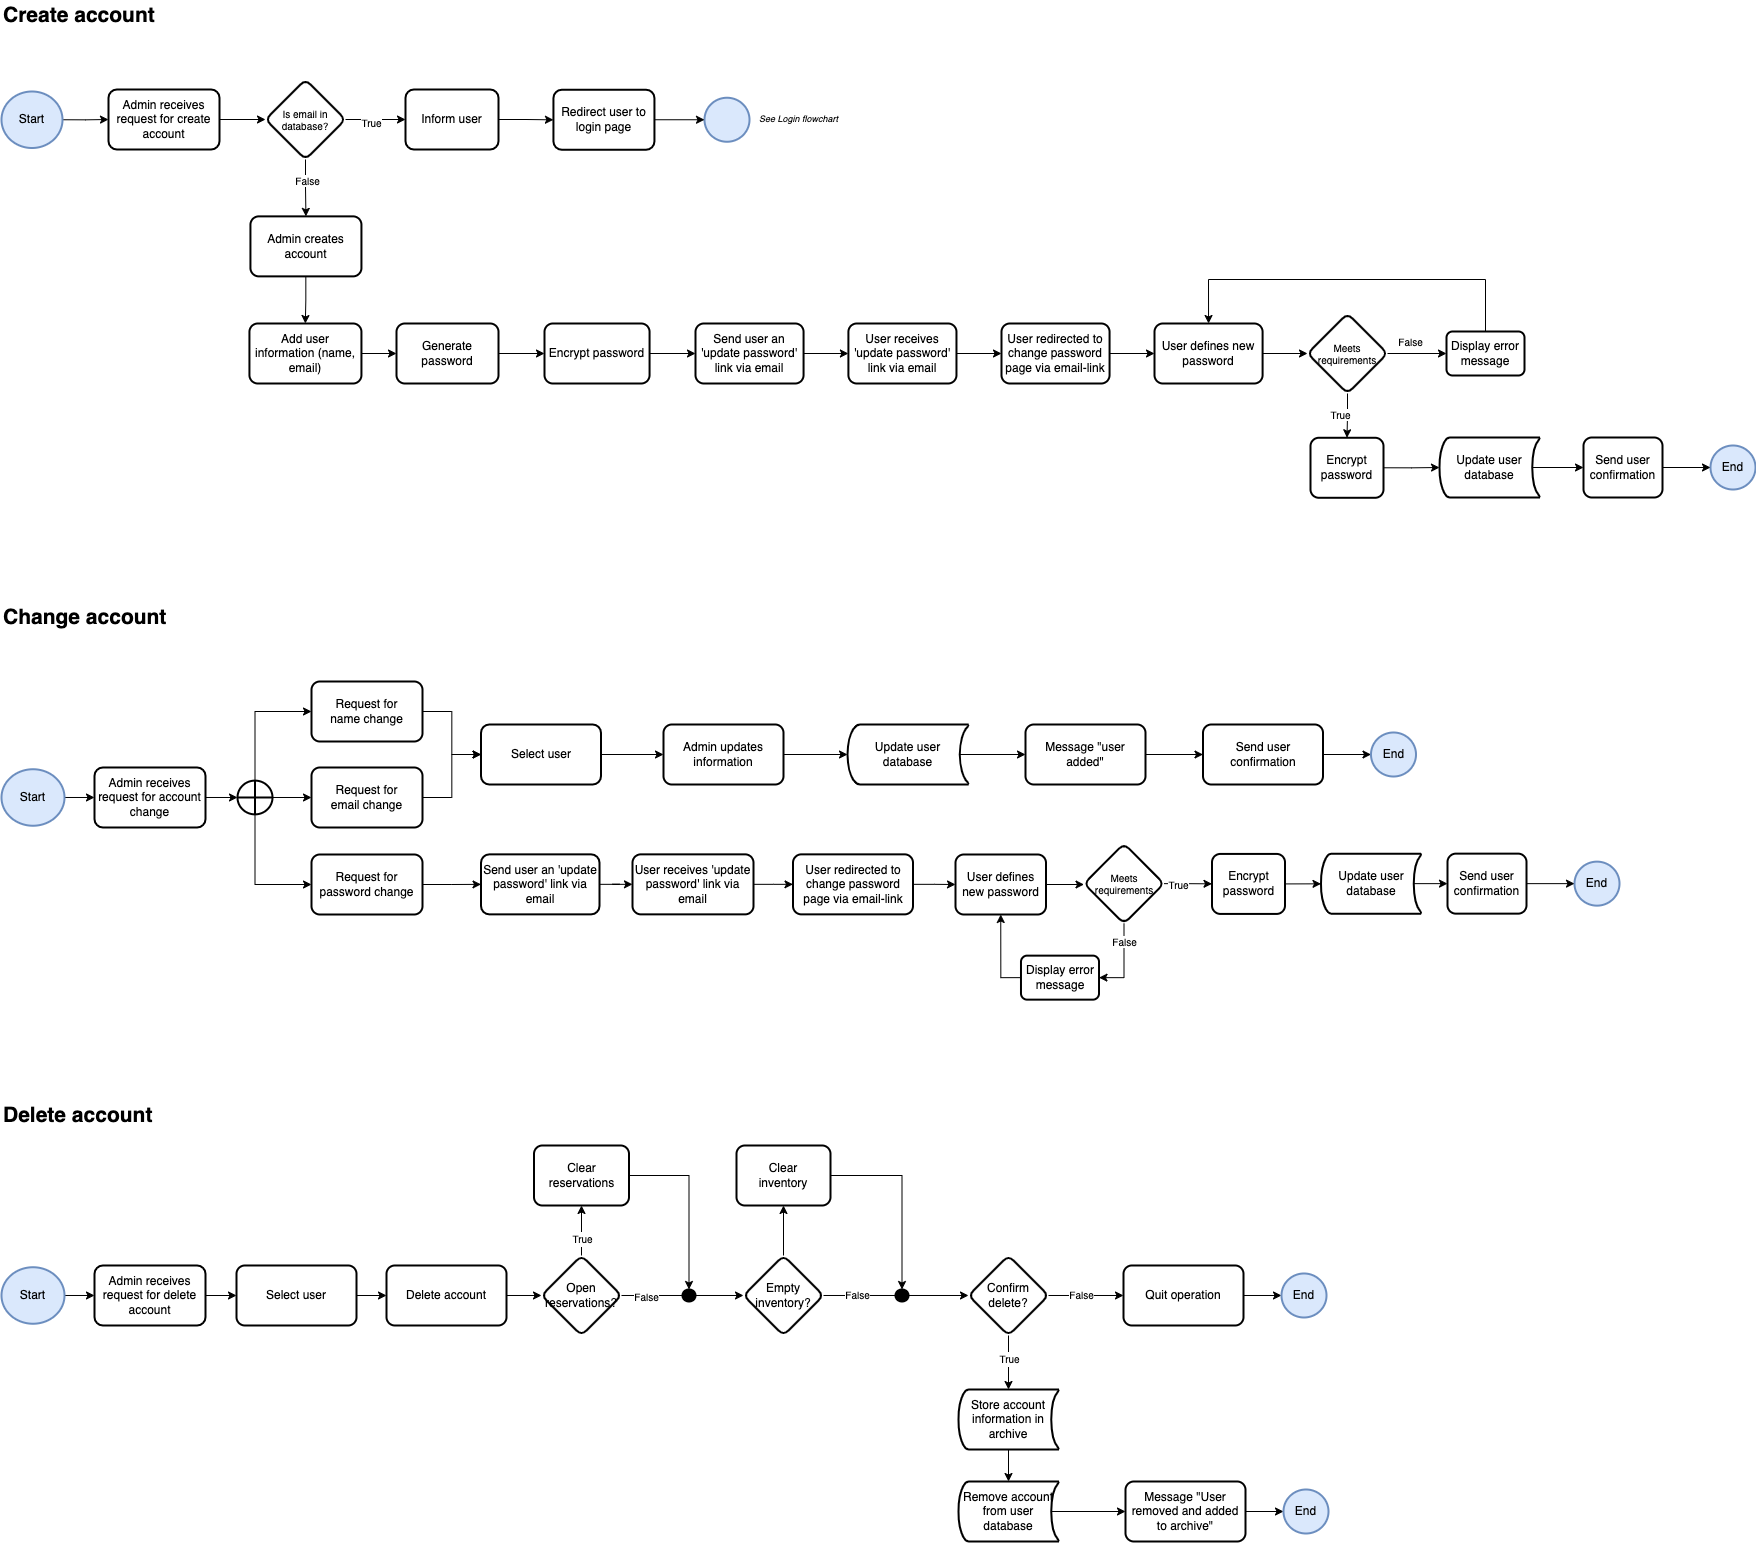 Create account
Start
Admin receives
request for create
account
Is email in
database?
True
Inform user
Redirect user to
login page
See Login flowchart
False
Admin creates
account
Add user
information (name,
email)
Generate
password
Encrypt password
Send user an
'update password'
link via email
User receives
'update password'
link via email
User redirected to
change password
page via email-link
User defines new
password
Meets
requirements
False
Display error
message
True
Encrypt
password
Update user
database
Send user
confirmation
End
Change account
Start
Admin receives
request for account
change
Request for
name change
Request for
email change
Select user
Admin updates
information
Update user
database
Message "user
added"
Send user
confirmation
End
Request for
password change
Send user an 'update
password' link via
email
User receives 'update
password' link via
email
User redirected to
change password
page via email-link
User defines
new password
Meets
requirements
True
Encrypt
password
Update user
database
Send user
confirmation
End
False
Display error
message
Delete account
Start
Admin receives
request for delete
account
Select user
Delete account
Open
reservations?
True
Clear
reservations
False
Empty
inventory?
Clear
inventory
False
Confirm
delete?
False
Quit operation
End
True
Store account
information in
archive
Remove account
from user
database
Message "User
removed and added
to archive"
End